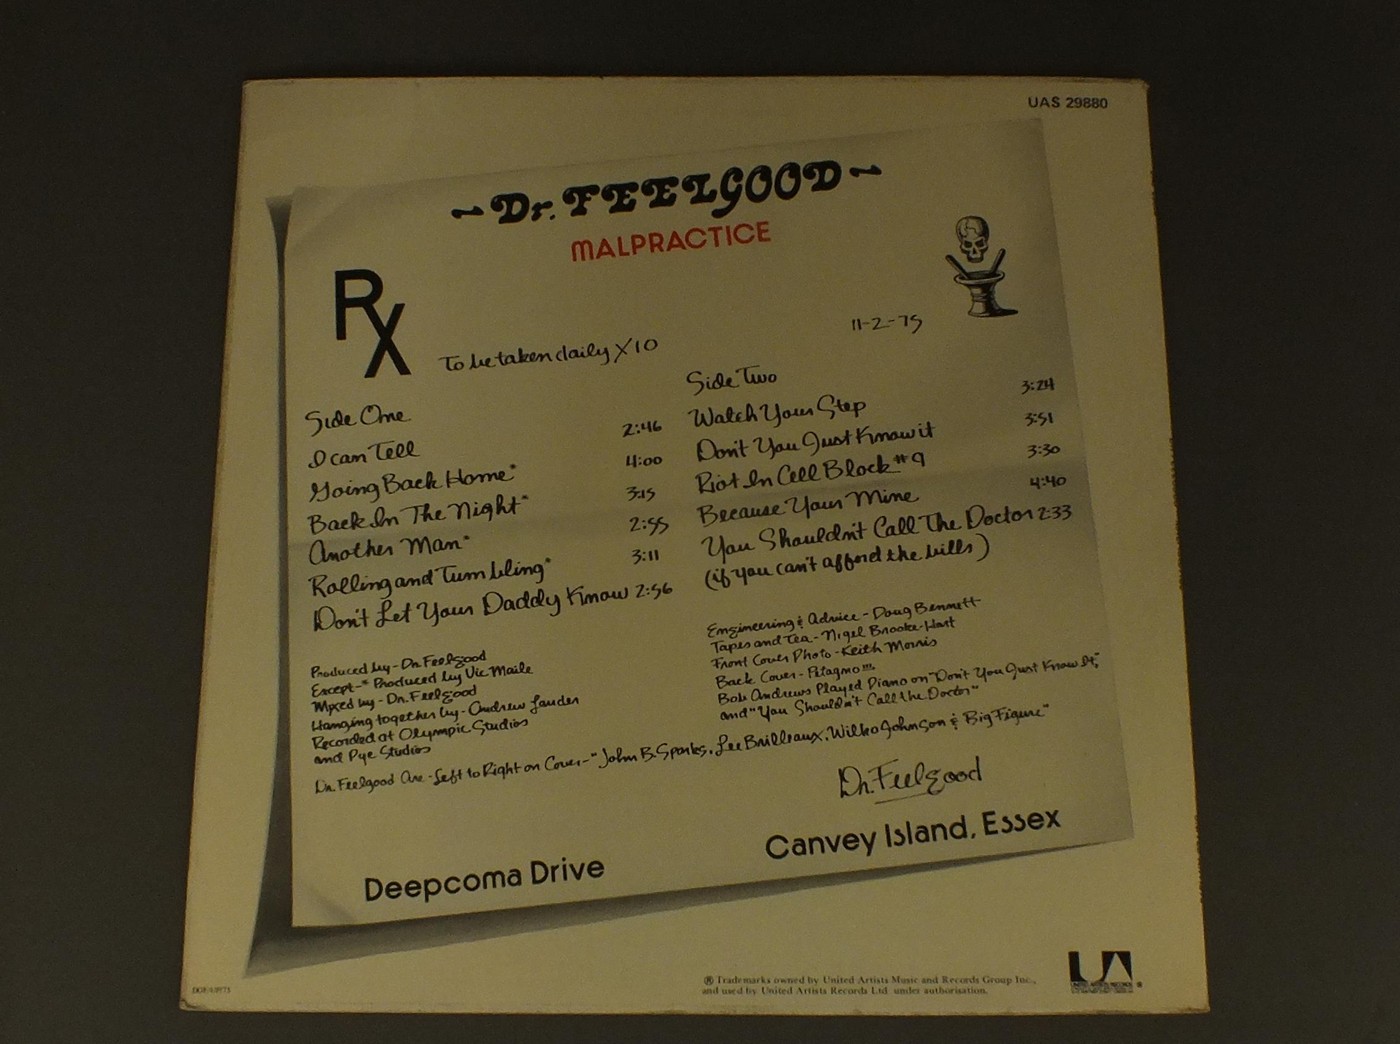 UAS 29880
~Dr. FEELGOOD~
MALPRACTICE
RX
To be taken daily X10
11-2-75
Side One
I can Tell 2:46
Going Back Home* 4:00
Back In The Night* 3:15
Another Man* 2:55
Rolling and Tumbling* 3:11
Don't Let Your Daddy Know 2:56
Side Two
Watch Your Step 3:24
Don't You Just Know it 3:51
Riot In Cell Block #9 3:30
Because Your Mine 4:40
You Shouldn't Call The Doctor 2:33
(if you can't afford the bills)
Produced by - Dr. Feelgood
Except-* Produced by Vic Maile
Mixed by - Dr. Feelgood
Hanging together by - Andrew Lauder
Recorded at Olympic Studios
and Pye Studios
Engineering & Advice - Doug Bennett
Tapes and Tea - Nigel Brooke-Hart
Front Cover Photo - Keith Morris
Back Cover - Petagno!!!
Bob Andrews Played Piano on "Don't You Just Know It,"
and "You Shouldn't Call the Doctor"
Dr. Feelgood Are - Left to Right on Cover - "John B. Sparks, Lee Brilleaux, Wilko Johnson & Big Figure"
Dr. Feelgood
Deepcoma Drive
Canvey Island, Essex
® Trademarks owned by United Artists Music and Records Group Inc.,
and used by United Artists Records Ltd under authorisation.
UA
UNITED ARTISTS RECORDS